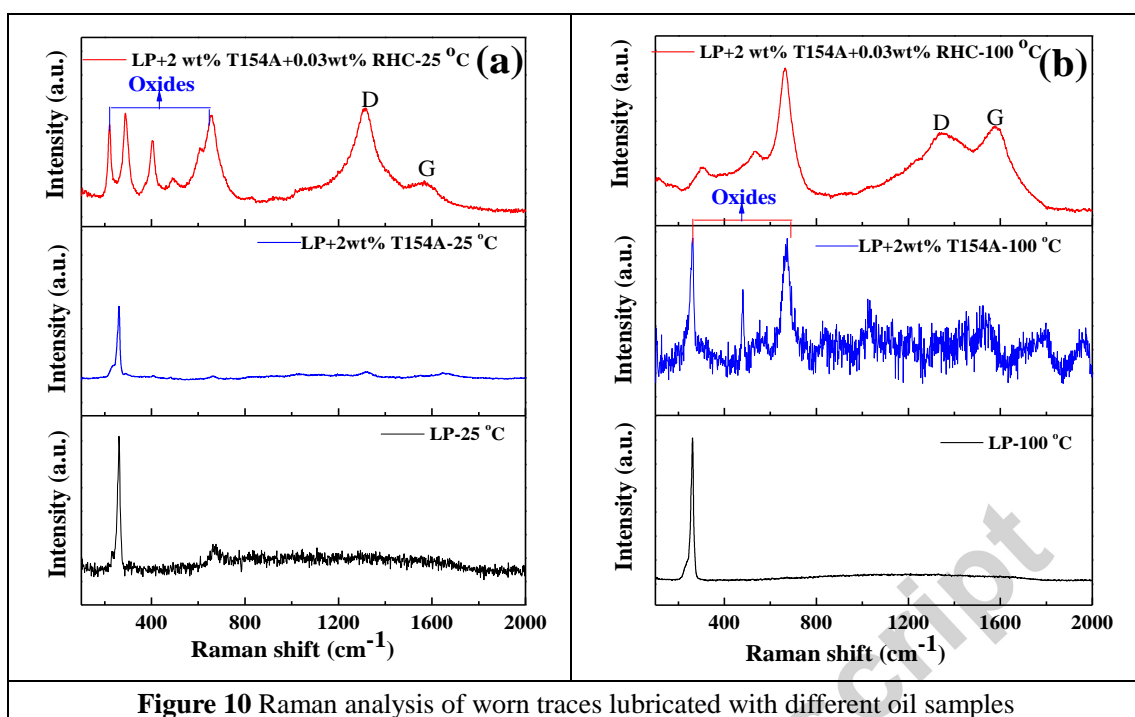 LP+2 wt% T154A+0.03wt% RHC-25 °C
(a)
Oxides
D
G
Intensity (a.u.)
LP+2wt% T154A-25 °C
Intensity (a.u.)
LP-25 °C
Intensity (a.u.)
400 800 1200 1600 2000
Raman shift (cm-1)
LP+2 wt% T154A+0.03wt% RHC-100 °C
(b)
D
G
Intensity (a.u.)
Oxides
LP+2wt% T154A-100 °C
Intensity (a.u.)
LP-100 °C
Intensity (a.u.)
400 800 1200 1600 2000
Raman shift (cm-1)
cript
Figure 10 Raman analysis of worn traces lubricated with different oil samples